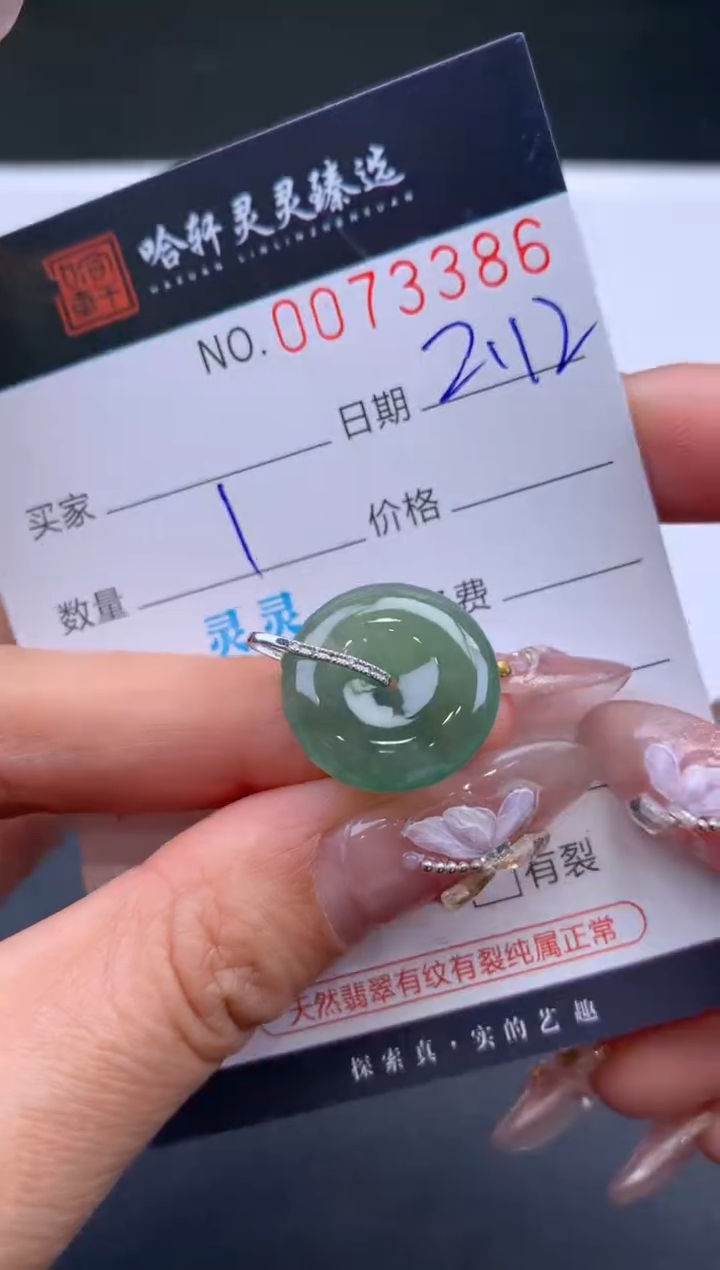 哈轩灵灵臻选
HAXUAN LINLINZHENXUAN
NO.0073386
日期 2.12
买家
价格
数量 1
费
灵灵
有裂
天然翡翠有纹有裂纯属正常
探索真·实的艺趣